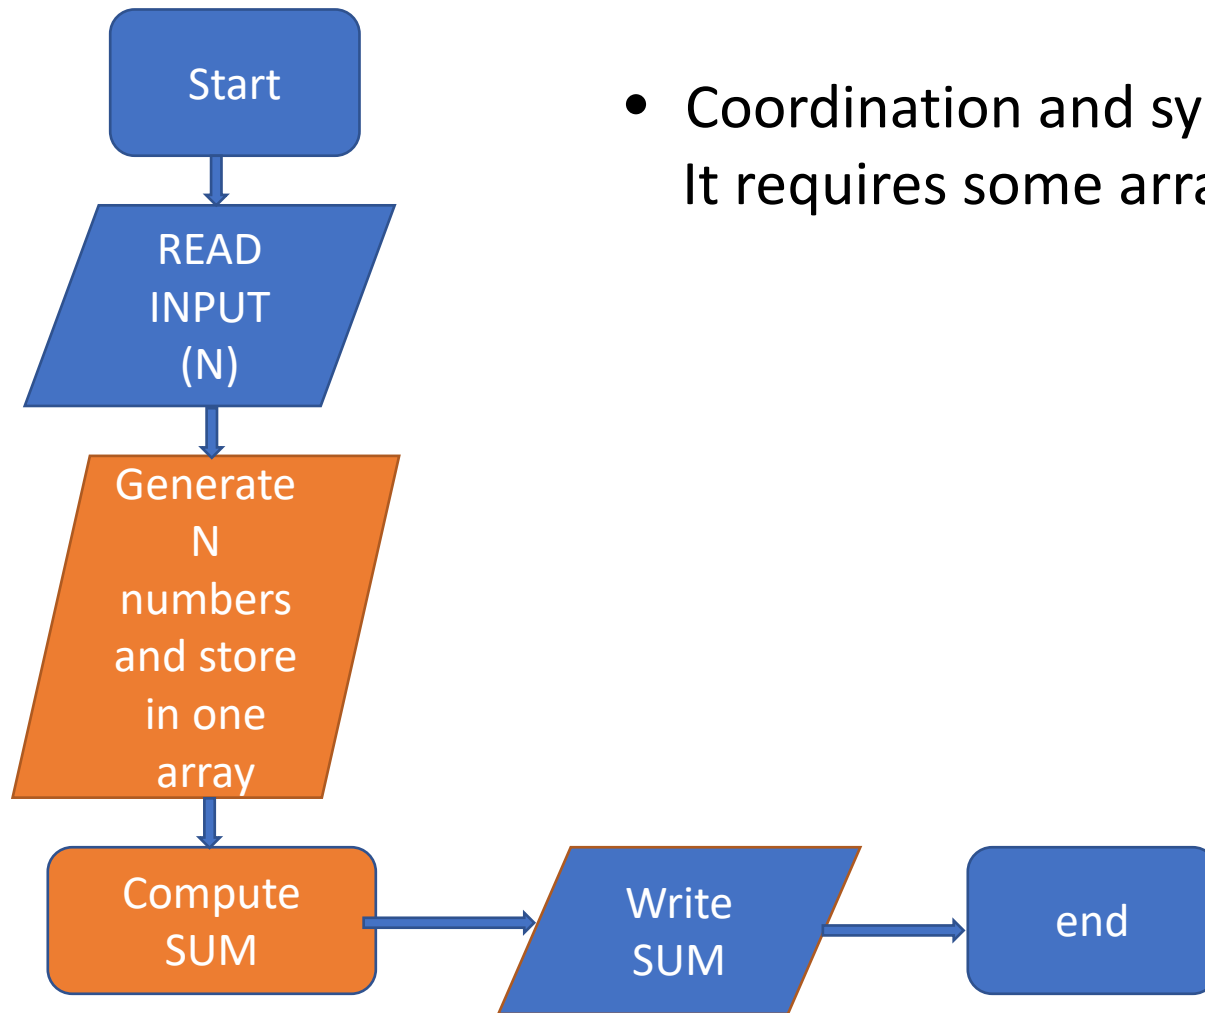 Start
• Coordination and sy
It requires some arra
READ
INPUT
(N)
Generate
N
numbers
and store
in one
array
Compute
SUM
Write
SUM
end